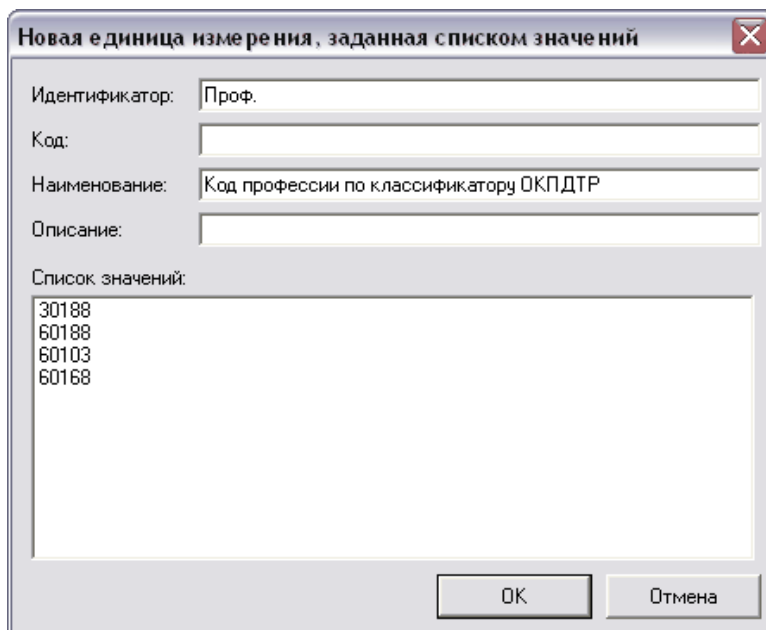 Новая единица измерения, заданная списком значений
Идентификатор: Проф.
Код:
Наименование: Код профессии по классификатору ОКПДТР
Описание:
Список значений:
30188
60188
60103
60168
OK Отмена